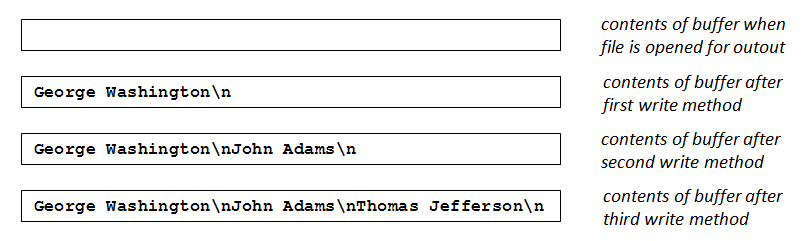 contents of buffer when
file is opened for outout
George Washington\n
contents of buffer after
first write method
George Washington\nJohn Adams\n
contents of buffer after
second write method
George Washington\nJohn Adams\nThomas Jefferson\n
contents of buffer after
third write method